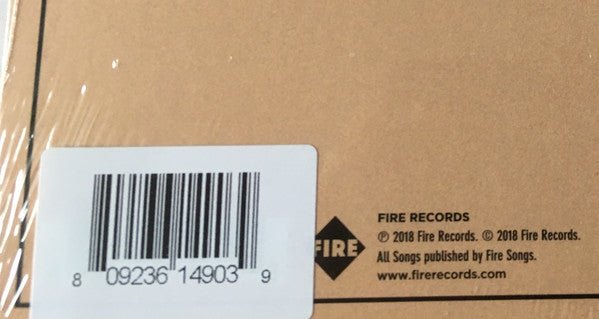 8 09236 14903 9
FIRE
FIRE RECORDS
℗ 2018 Fire Records. © 2018 Fire Records.
All Songs published by Fire Songs.
www.firerecords.com